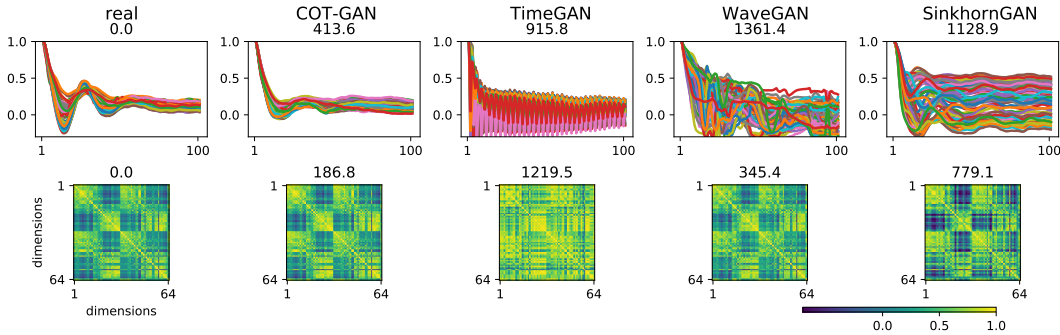 real COT-GAN TimeGAN WaveGAN SinkhornGAN
0.0 413.6 915.8 1361.4 1128.9
1.0 1.0 1.0 1.0 1.0
0.5 0.5 0.5 0.5 0.5
0.0 0.0 0.0 0.0 0.0
1 100 1 100 1 100 1 100 1 100
0.0 186.8 1219.5 345.4 779.1
1 1 1 1 1
dimensions
64 64 64 64 64
1 64 1 64 1 64 1 64 1 64
dimensions
0.0 0.5 1.0